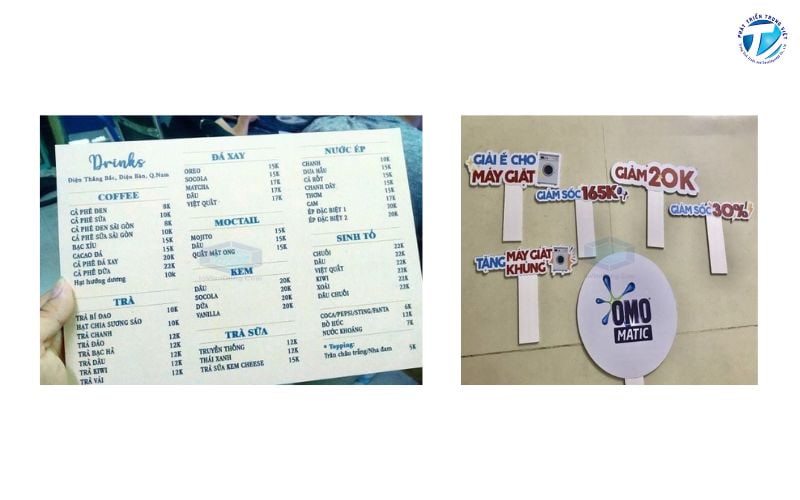 PHÁT TRIỂN TRUNG VIỆT
Drinks
Điện Thắng Bắc, Điện Bàn, Q.Nam
COFFEE
CÀ PHÊ ĐEN 8K
CÀ PHÊ SỮA 10K
CÀ PHÊ ĐEN SÀI GÒN 8K
CÀ PHÊ SỮA SÀI GÒN 10K
BẠC XỈU 15K
CACAO ĐÁ 15K
CÀ PHÊ ĐÁ XAY 20K
CÀ PHÊ DỪA 22K
Hạt hướng dương 10k
TRÀ
TRÀ BÍ ĐAO 10K
HẠT CHIA SƯƠNG SÁO 10K
TRÀ CHANH 12K
TRÀ ĐÀO 12K
TRÀ BẠC HÀ 12K
TRÀ DÂU 12K
TRÀ KIWI 12K
TRÀ VẢI
ĐÁ XAY
OREO 15K
SOCOLA 15K
MATCHA 17K
DÂU 17K
VIỆT QUẤT 17K
MOCTAIL
MOJITO 15K
DÂU 15K
QUẤT MẬT ONG 15K
KEM
DÂU 20K
SOCOLA 20K
DỪA 20K
VANILLA 20K
TRÀ SỮA
TRUYỀN THỐNG 12K
THÁI XANH 12K
TRÀ SỮA KEM CHEESE 15K
NƯỚC ÉP
CHANH 10K
DƯA HẤU 15K
CÀ RỐT 15K
CHANH DÂY 15K
THƠM 15K
CAM 17K
ÉP ĐẶC BIỆT 1 20K
ÉP ĐẶC BIỆT 2 20K
SINH TỐ
CHUỐI 22K
DÂU 22K
VIỆT QUẤT 22K
KIWI 22K
XOÀI 22K
DÂU CHUỐI 22K
COCA/PEPSI/STING/FANTA 12K
BÒ HÚC
NƯỚC KHOÁNG 7K
* Topping:
Trân châu trắng/Nha đam 5K
GIẢI Ế CHO
MÁY GIẶT
GIẢM SỐC 165K
GIẢM 20K
GIẢM SỐC 30%
TẶNG MÁY GIẶT
KHỦNG
OMO
MATIC